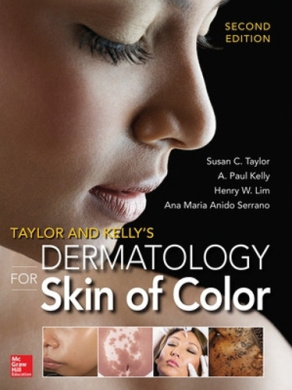 SECOND
EDITION
Susan C. Taylor
A. Paul Kelly
Henry W. Lim
Ana Maria Anido Serrano
TAYLOR AND KELLY'S
DERMATOLOGY
FOR Skin of Color
Mc
Graw
Hill
Education